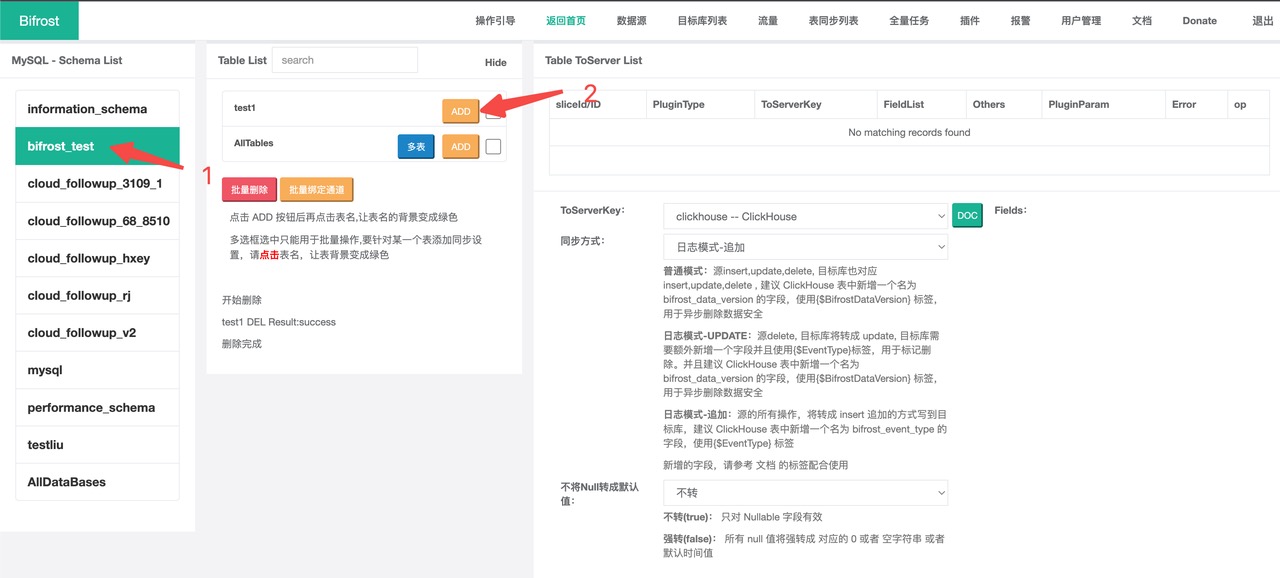 Bifrost
操作引导
返回首页
数据源
目标库列表
流量
表同步列表
全量任务
插件
报警
用户管理
文档
Donate
退出
MySQL - Schema List
information_schema
bifrost_test
cloud_followup_3109_1
cloud_followup_68_8510
cloud_followup_hxey
cloud_followup_rj
cloud_followup_v2
mysql
performance_schema
testliu
AllDataBases
1
Table List
search
Hide
test1
ADD
AllTables
多表
ADD
批量删除
批量绑定通道
点击 ADD 按钮后再点击表名,让表名的背景变成绿色
多选框选中只能用于批量操作,要针对某一个表添加同步设
置，请点击表名，让表背景变成绿色
开始删除
test1 DEL Result:success
删除完成
2
Table ToServer List
sliceId/ID
PluginType
ToServerKey
FieldList
Others
PluginParam
Error
op
No matching records found
ToServerKey：
clickhouse -- ClickHouse
DOC
Fields：
同步方式：
日志模式-追加
普通模式：源insert,update,delete, 目标库也对应
insert,update,delete , 建议 ClickHouse 表中新增一个名为
bifrost_data_version 的字段，使用{$BifrostDataVersion} 标签，
用于异步删除数据安全
日志模式-UPDATE：源delete, 目标库将转成 update, 目标库需
要额外新增一个字段并且使用{$EventType}标签，用于标记删
除。并且建议 ClickHouse 表中新增一个名为
bifrost_data_version 的字段，使用{$BifrostDataVersion} 标签，
用于异步删除数据安全
日志模式-追加：源的所有操作，将转成 insert 追加的方式写到目
标库，建议 ClickHouse 表中新增一个名为 bifrost_event_type 的
字段，使用{$EventType} 标签
新增的字段，请参考 文档 的标签配合使用
不将Null转成默认
值：
不转
不转(true)： 只对 Nullable 字段有效
强转(false)： 所有 null 值将强转成 对应的 0 或者 空字符串 或者
默认时间值